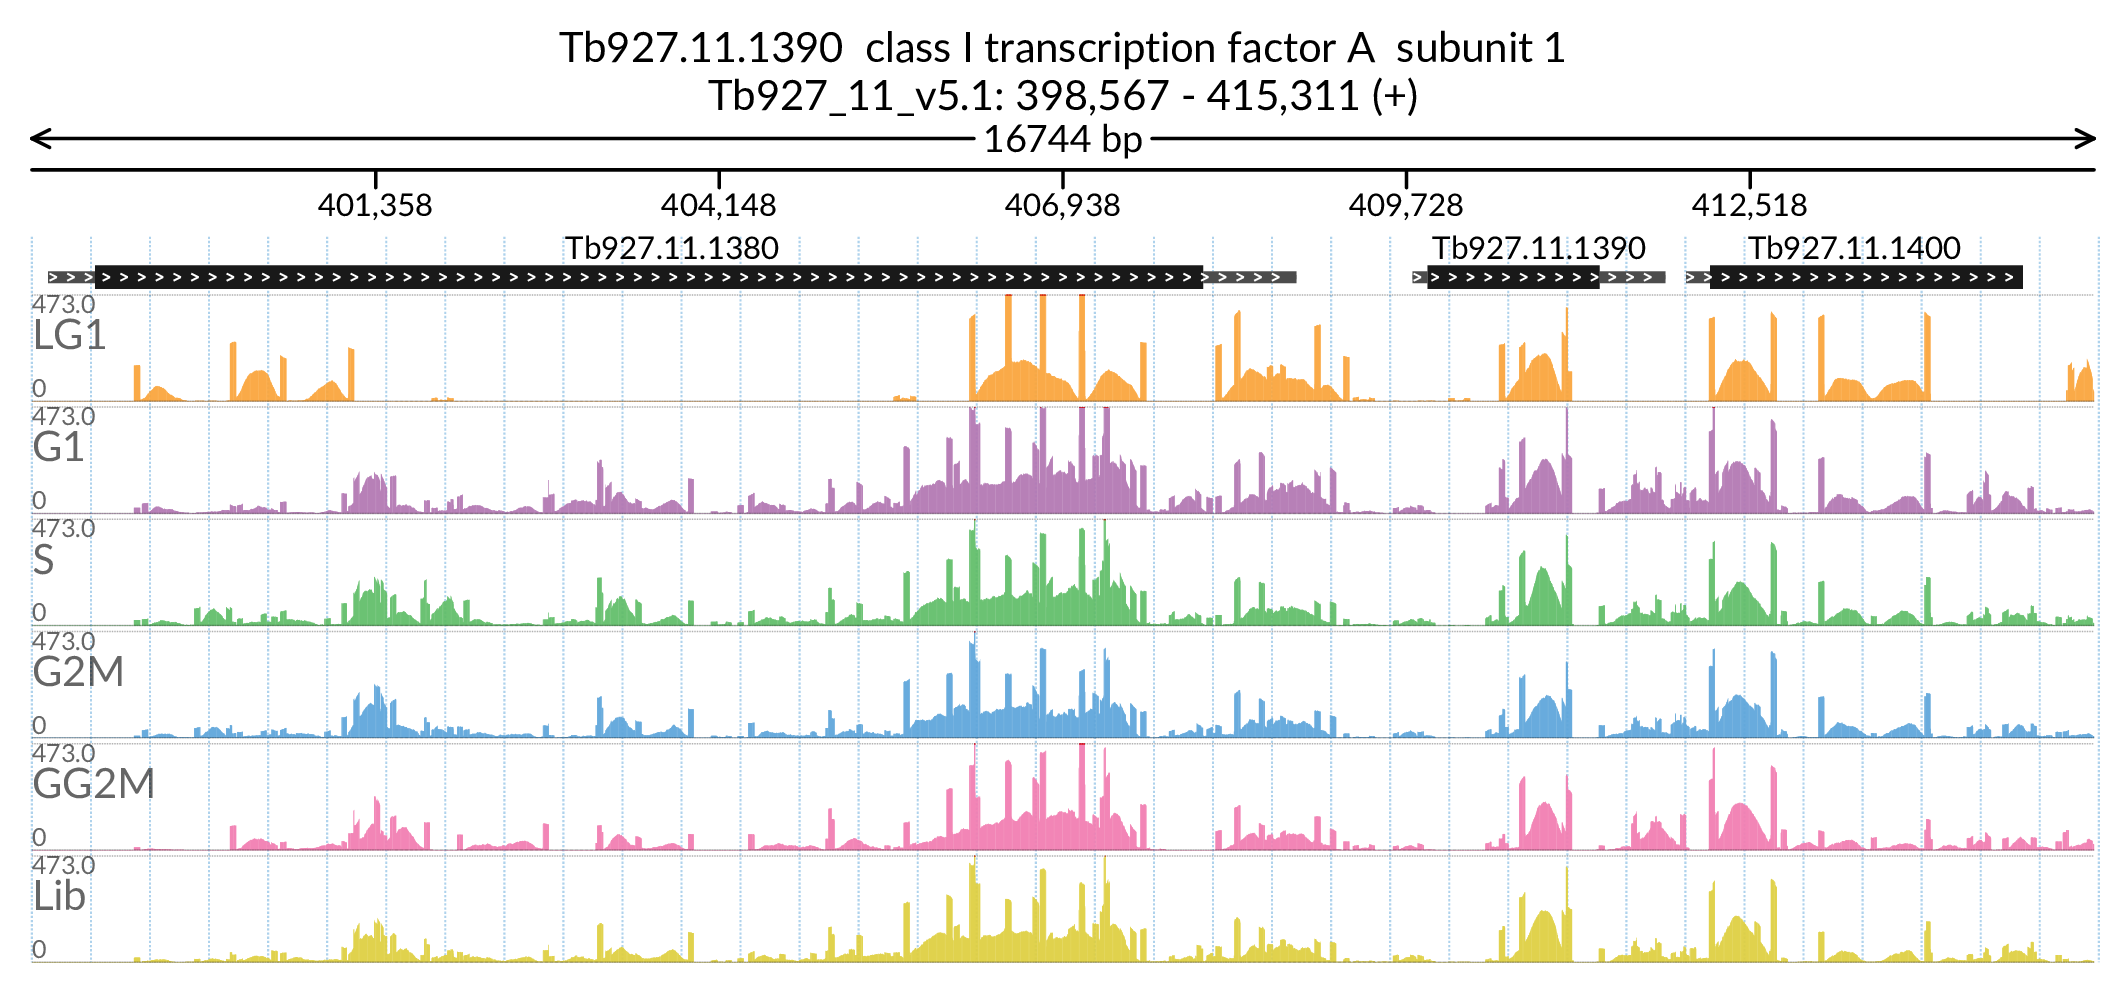 Tb927.11.1390  class I transcription factor A  subunit 1
Tb927_11_v5.1: 398,567 - 415,311 (+)
16744 bp
401,358 404,148 406,938 409,728 412,518
Tb927.11.1380 Tb927.11.1390 Tb927.11.1400
473.0
LG1
0
473.0
G1
0
473.0
S
0
473.0
G2M
0
473.0
GG2M
0
473.0
Lib
0